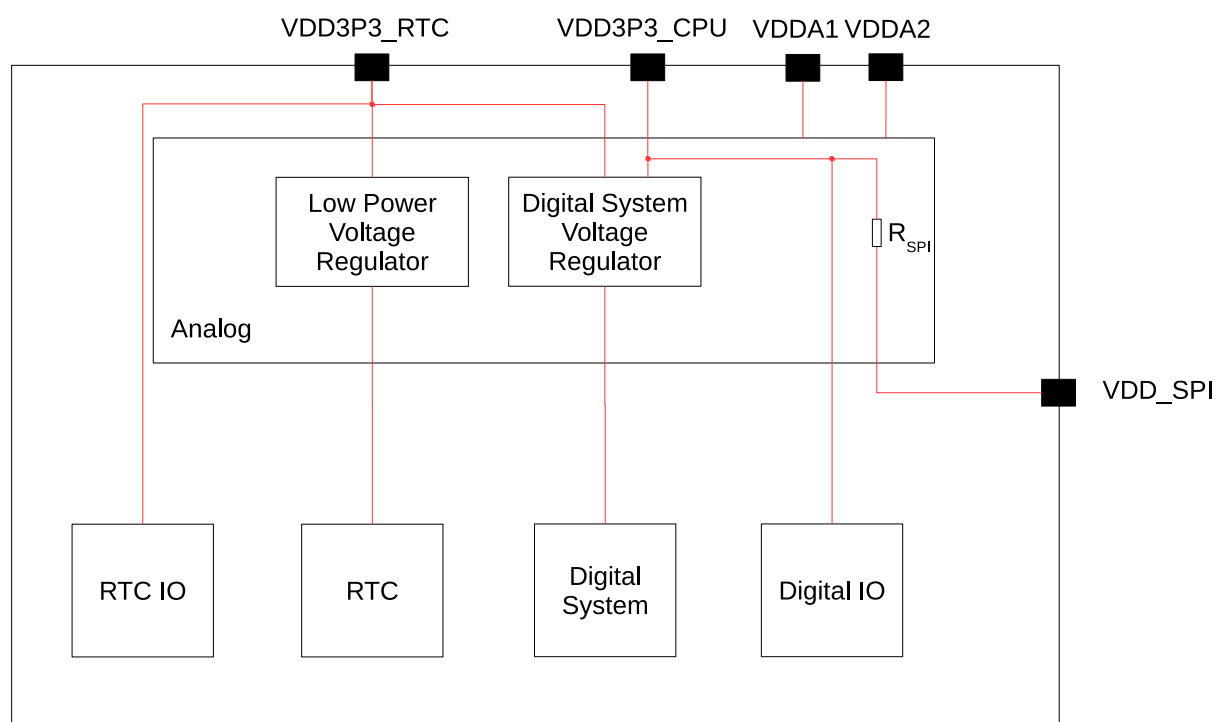 VDD3P3_RTC
VDD3P3_CPU
VDDA1
VDDA2
Low Power
Voltage
Regulator
Digital System
Voltage
Regulator
RSPI
Analog
VDD_SPI
RTC IO
RTC
Digital
System
Digital IO